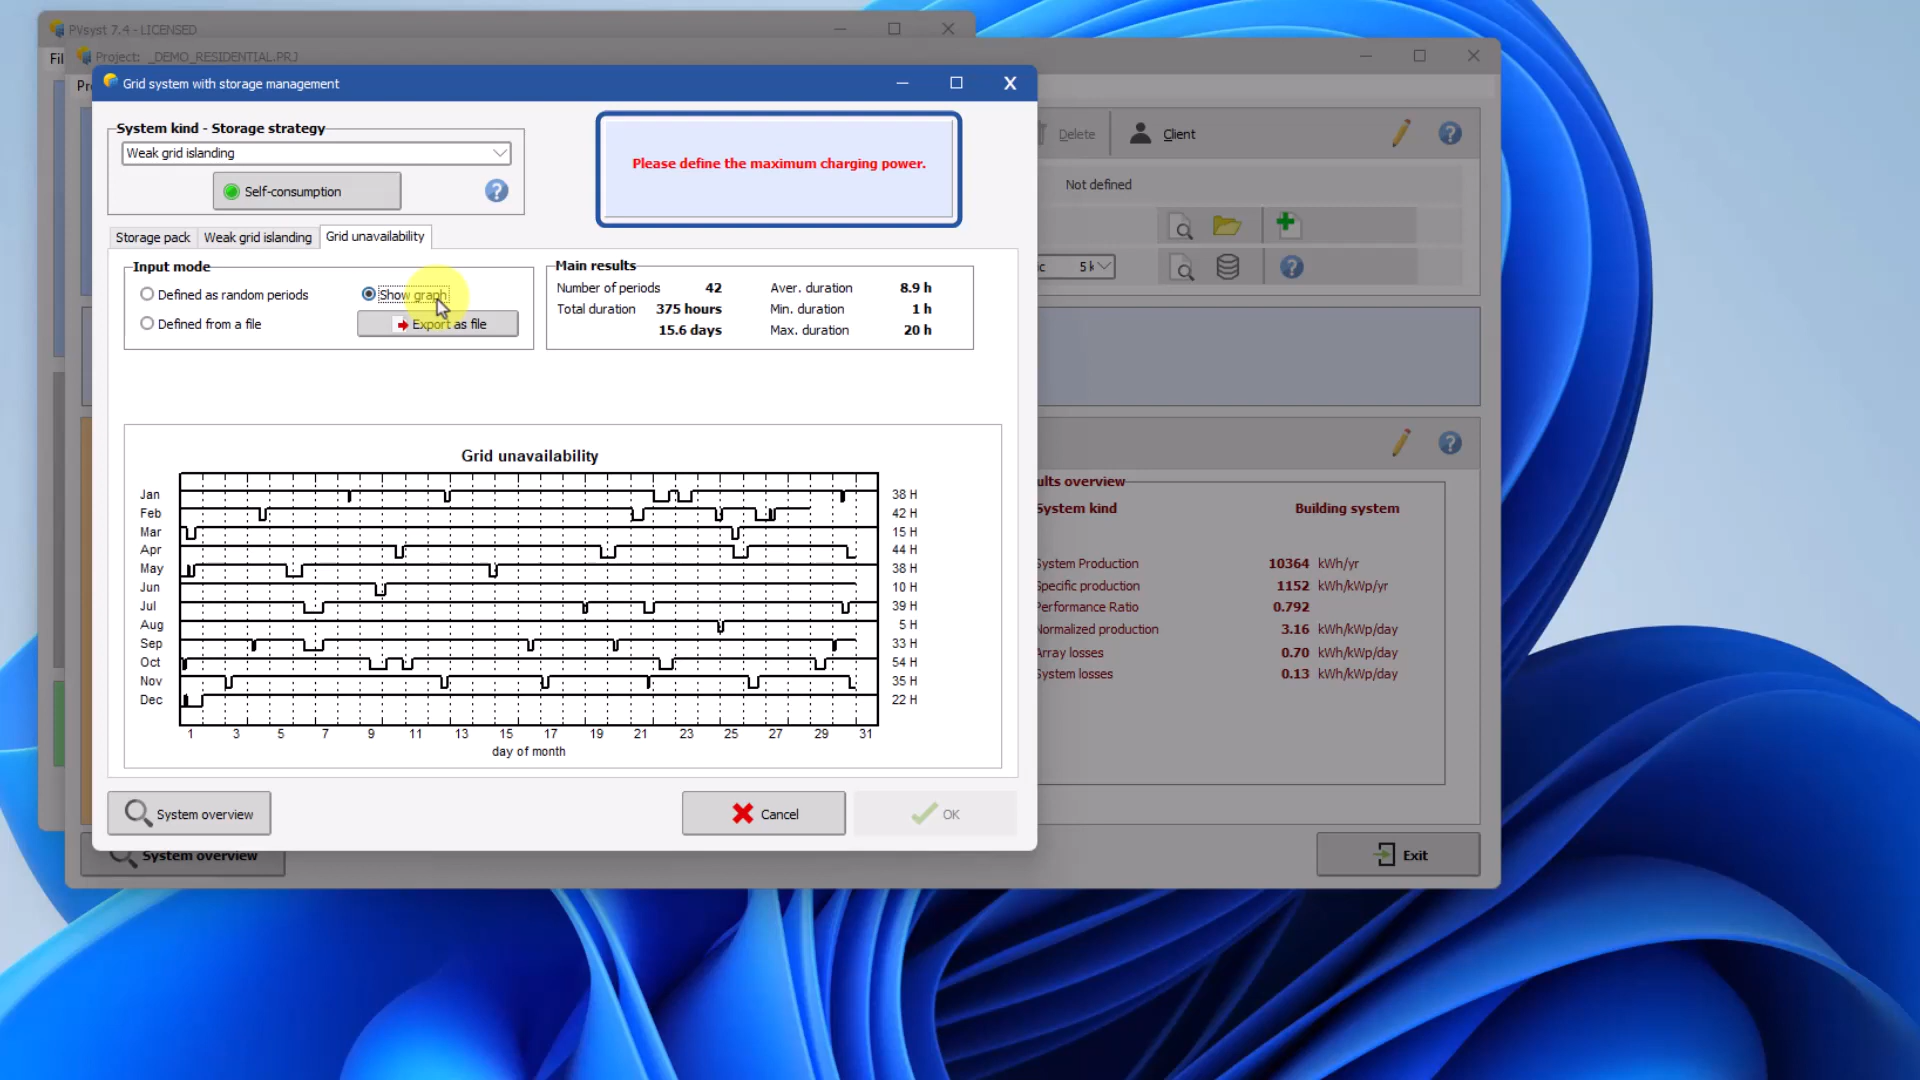 PVsyst 7.4 - LICENSED
Fil
Project: _DEMO_RESIDENTIAL.PRJ
Pr
Grid system with storage management
System kind - Storage strategy
Weak grid islanding
Self-consumption
Please define the maximum charging power.
Delete
Client
Not defined
5 k
Storage pack
Weak grid islanding
Grid unavailability
Input mode
Defined as random periods
Show graph
Defined from a file
Export as file
Main results
Number of periods 42 Aver. duration 8.9 h
Total duration 375 hours Min. duration 1 h
15.6 days Max. duration 20 h
Grid unavailability
Jan 38 H
Feb 42 H
Mar 15 H
Apr 44 H
May 38 H
Jun 10 H
Jul 39 H
Aug 5 H
Sep 33 H
Oct 54 H
Nov 35 H
Dec 22 H
1 3 5 7 9 11 13 15 17 19 21 23 25 27 29 31
day of month
ults overview
System kind Building system
System Production 10364 kWh/yr
Specific production 1152 kWh/kWp/yr
Performance Ratio 0.792
Normalized production 3.16 kWh/kWp/day
Array losses 0.70 kWh/kWp/day
System losses 0.13 kWh/kWp/day
System overview
Cancel
OK
System overview
Exit